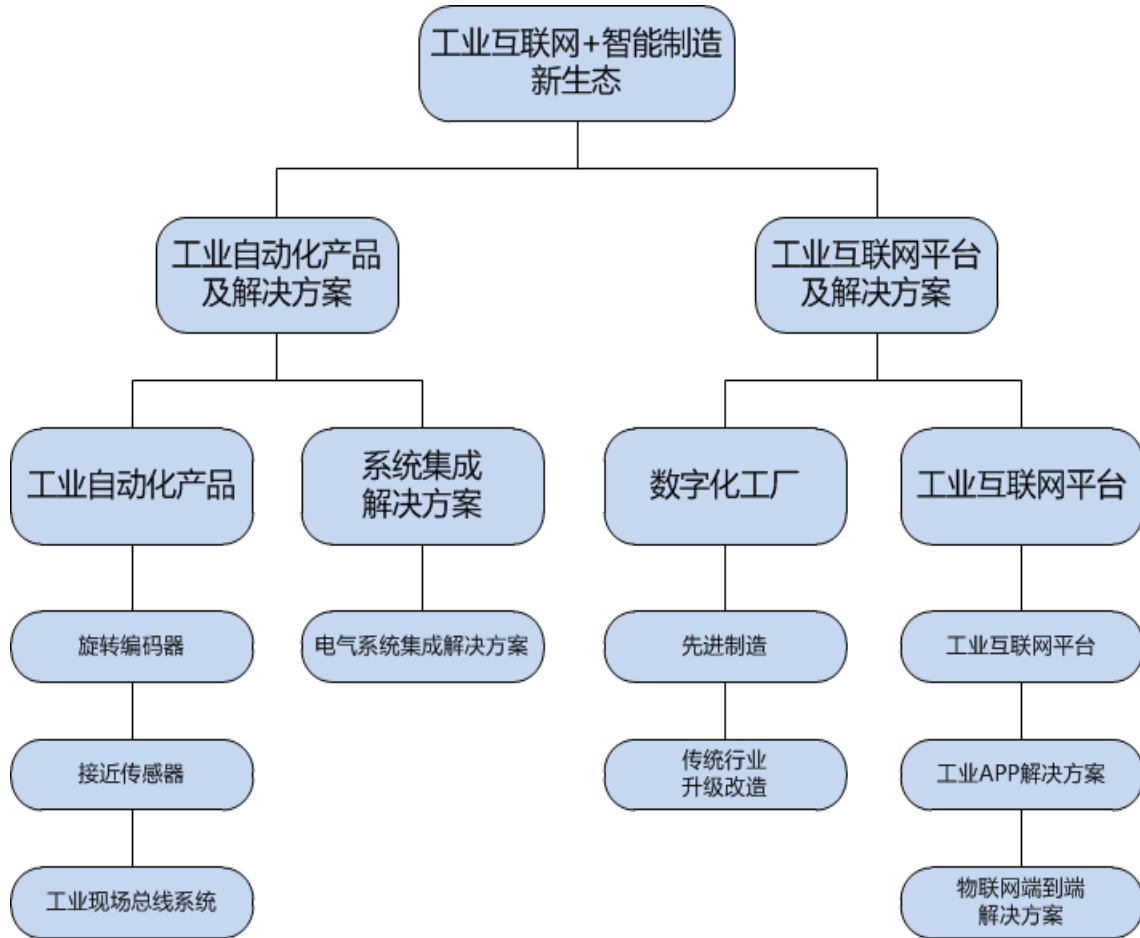 工业互联网+智能制造
新生态
工业自动化产品
及解决方案
工业互联网平台
及解决方案
工业自动化产品
系统集成
解决方案
数字化工厂
工业互联网平台
旋转编码器
电气系统集成解决方案
先进制造
工业互联网平台
接近传感器
传统行业
升级改造
工业APP解决方案
工业现场总线系统
物联网端到端
解决方案